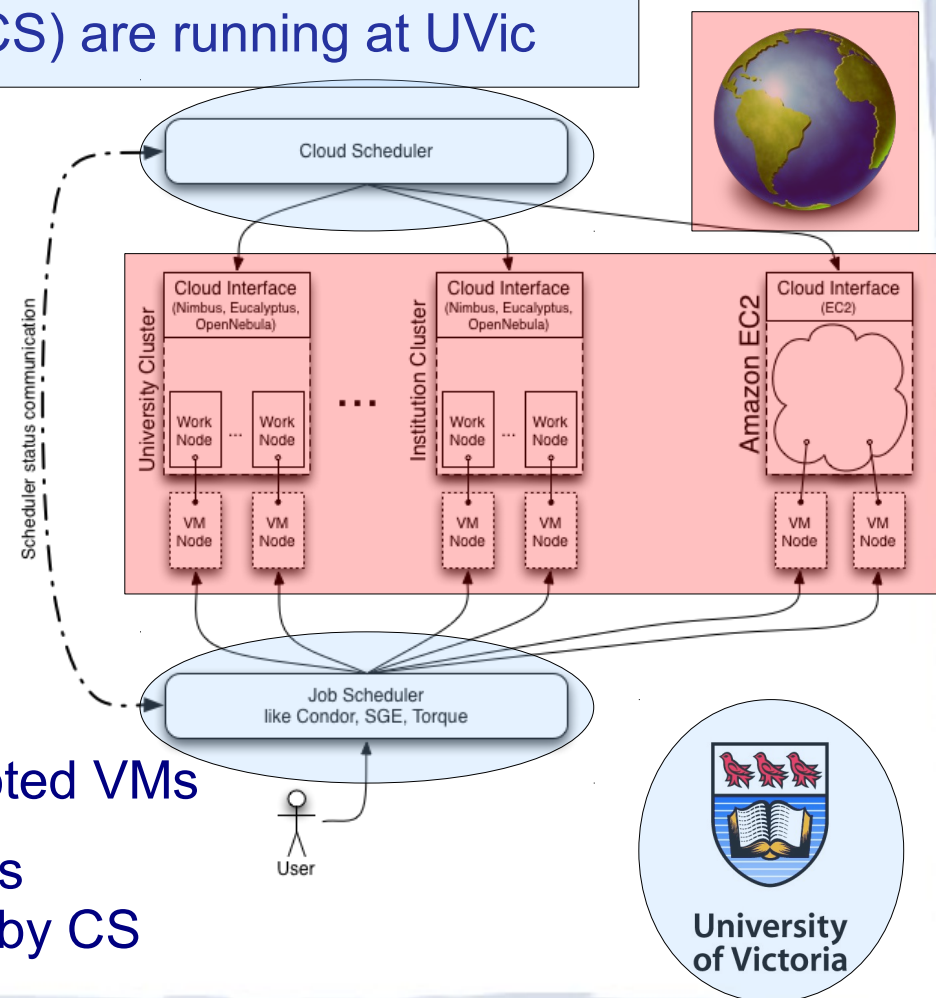 CS) are running at UVic
Cloud Scheduler
Scheduler status communication
University Cluster
Cloud Interface
(Nimbus, Eucalyptus,
OpenNebula)
Work
Node
...
Work
Node
VM
Node
VM
Node
...
Institution Cluster
Cloud Interface
(Nimbus, Eucalyptus,
OpenNebula)
Work
Node
...
Work
Node
VM
Node
VM
Node
Amazon EC2
Cloud Interface
(EC2)
VM
Node
VM
Node
Job Scheduler
like Condor, SGE, Torque
User
oted VMs
s
by CS
University
of Victoria